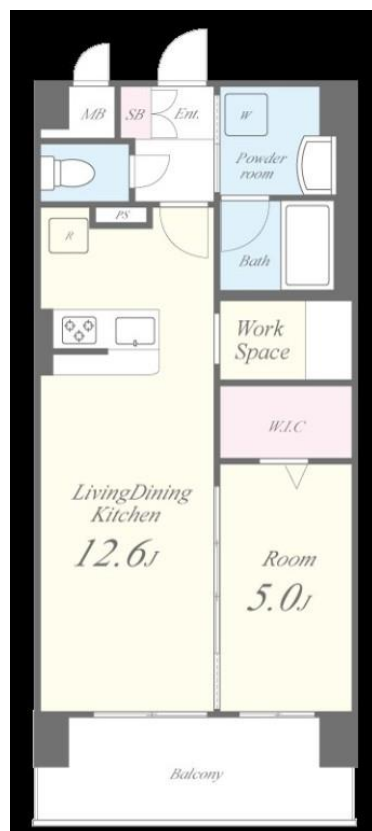 MB
SB
Ent.
W
Powder
room
PS
R
Bath
Work
Space
W.I.C
LivingDining
Kitchen
12.6J
Room
5.0J
Balcony